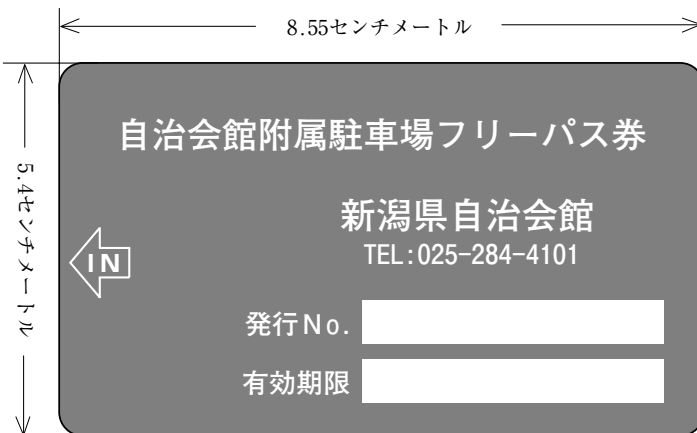 8.55センチメートル
5.4センチメートル
自治会館附属駐車場フリーパス券
新潟県自治会館
TEL:025-284-4101
IN
発行No.
有効期限